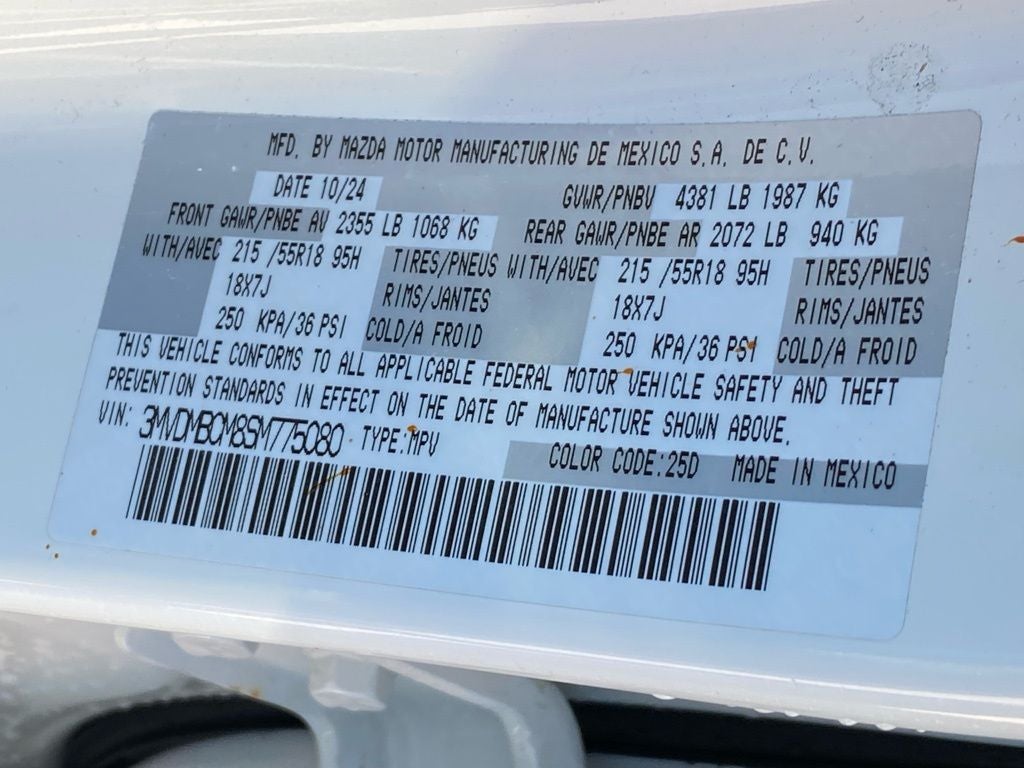 MFD. BY MAZDA MOTOR MANUFACTURING DE MEXICO S.A. DE C.V.
DATE 10/24 GVWR/PNBV 4381 LB 1987 KG
FRONT GAWR/PNBE AV 2355 LB 1068 KG REAR GAWR/PNBE AR 2072 LB 940 KG
WITH/AVEC 215 /55R18 95H TIRES/PNEUS WITH/AVEC 215 /55R18 95H TIRES/PNEUS
18X7J RIMS/JANTES 18X7J RIMS/JANTES
250 KPA/36 PSI COLD/A FROID 250 KPA/36 PSI COLD/A FROID
THIS VEHICLE CONFORMS TO ALL APPLICABLE FEDERAL MOTOR VEHICLE SAFETY AND THEFT
PREVENTION STANDARDS IN EFFECT ON THE DATE OF MANUFACTURE SHOWN ABOVE.
VIN: 3MVDMBCM8SM775080 TYPE:MPV COLOR CODE:25D MADE IN MEXICO